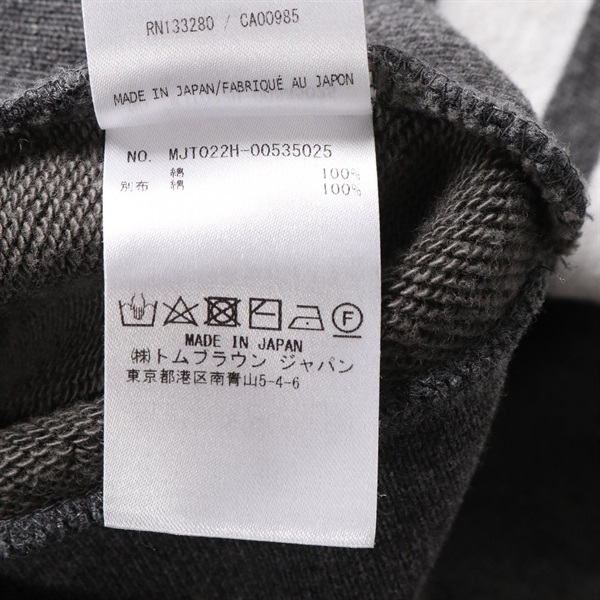 RN133280 / CA00985
MADE IN JAPAN/FABRIQUÉ AU JAPON
NO. MJT022H-00535025
綿 100%
別布 綿 100%
F
MADE IN JAPAN
㈱トムブラウン ジャパン
東京都港区南青山5-4-6